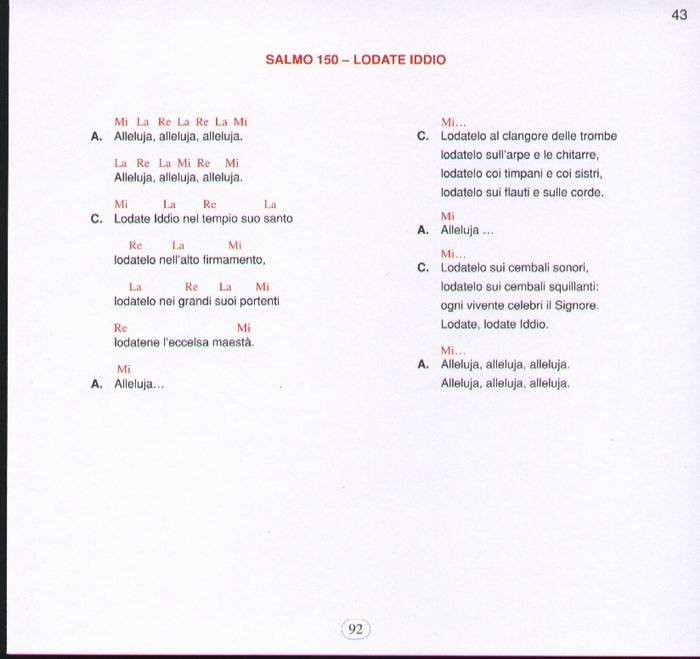 43
SALMO 150 – LODATE IDDIO
Mi La Re La Re La Mi
A. Alleluja, alleluja, alleluja.
La Re La Mi Re Mi
Alleluja, alleluja, alleluja.
Mi La Re La
C. Lodate Iddio nel tempio suo santo
Re La Mi
lodatelo nell'alto firmamento,
La Re La Mi
lodatelo nei grandi suoi portenti
Re Mi
lodatene l'eccelsa maestà.
Mi
A. Alleluja...
Mi...
C. Lodatelo al clangore delle trombe
lodatelo sull'arpe e le chitarre,
lodatelo coi timpani e coi sistri,
lodatelo sui flauti e sulle corde.
Mi
A. Alleluja ...
Mi...
C. Lodatelo sui cembali sonori,
lodatelo sui cembali squillanti:
ogni vivente celebri il Signore.
Lodate, lodate Iddio.
Mi...
A. Alleluja, alleluja, alleluja.
Alleluja, alleluja, alleluja.
92